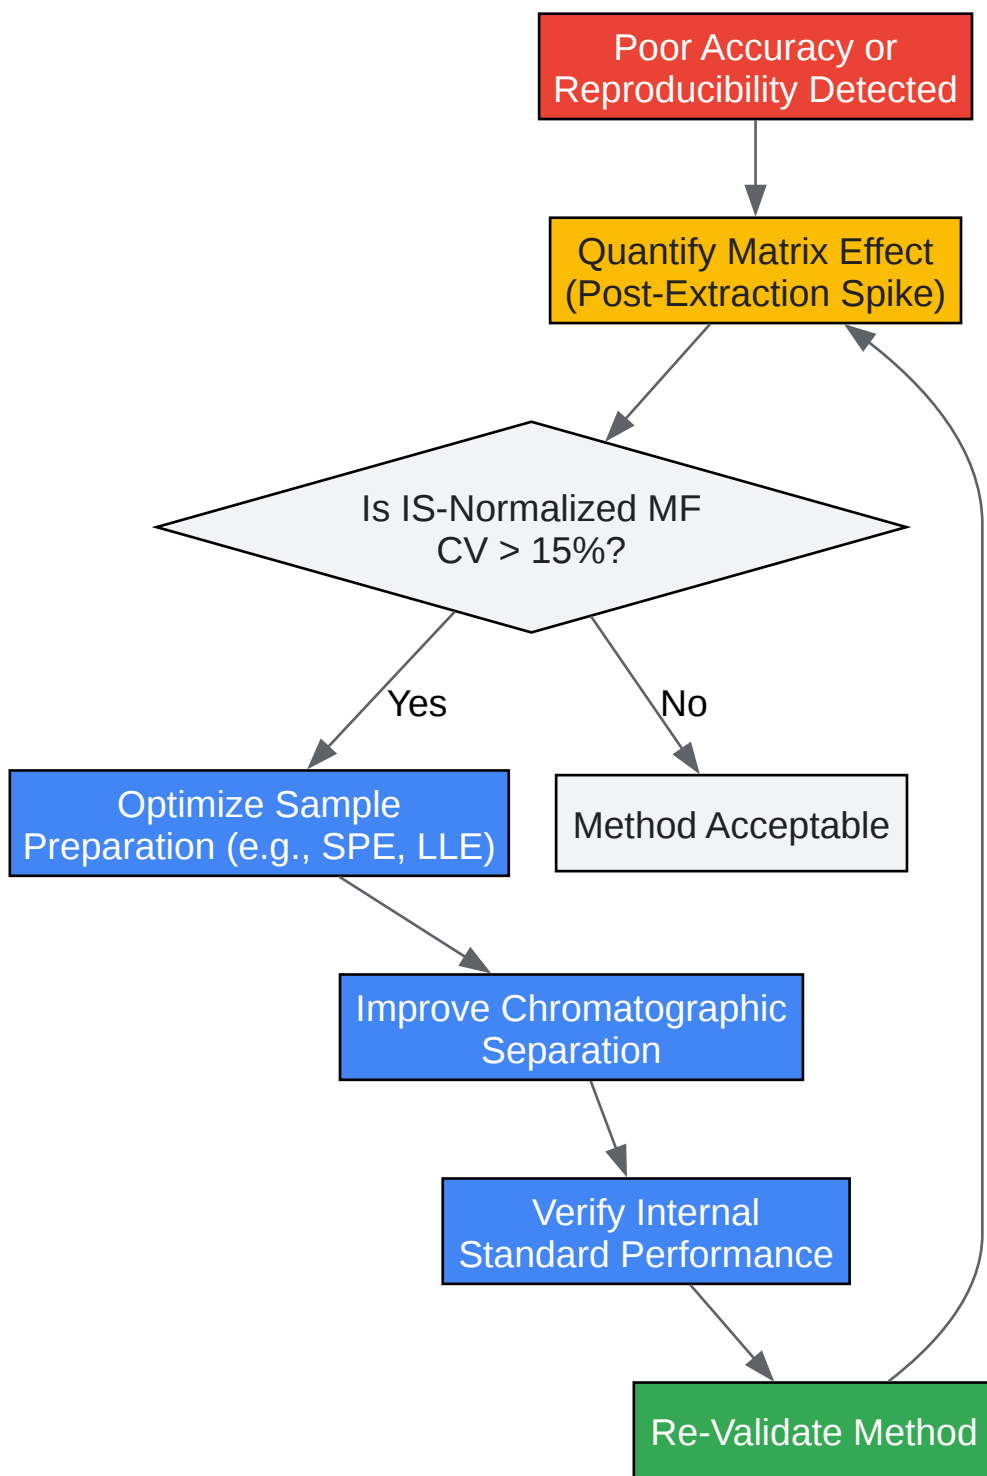 Poor Accuracy or
Reproducibility Detected
Quantify Matrix Effect
(Post-Extraction Spike)
Is IS-Normalized MF
CV > 15%?
Yes
No
Optimize Sample
Preparation (e.g., SPE, LLE)
Method Acceptable
Improve Chromatographic
Separation
Verify Internal
Standard Performance
Re-Validate Method